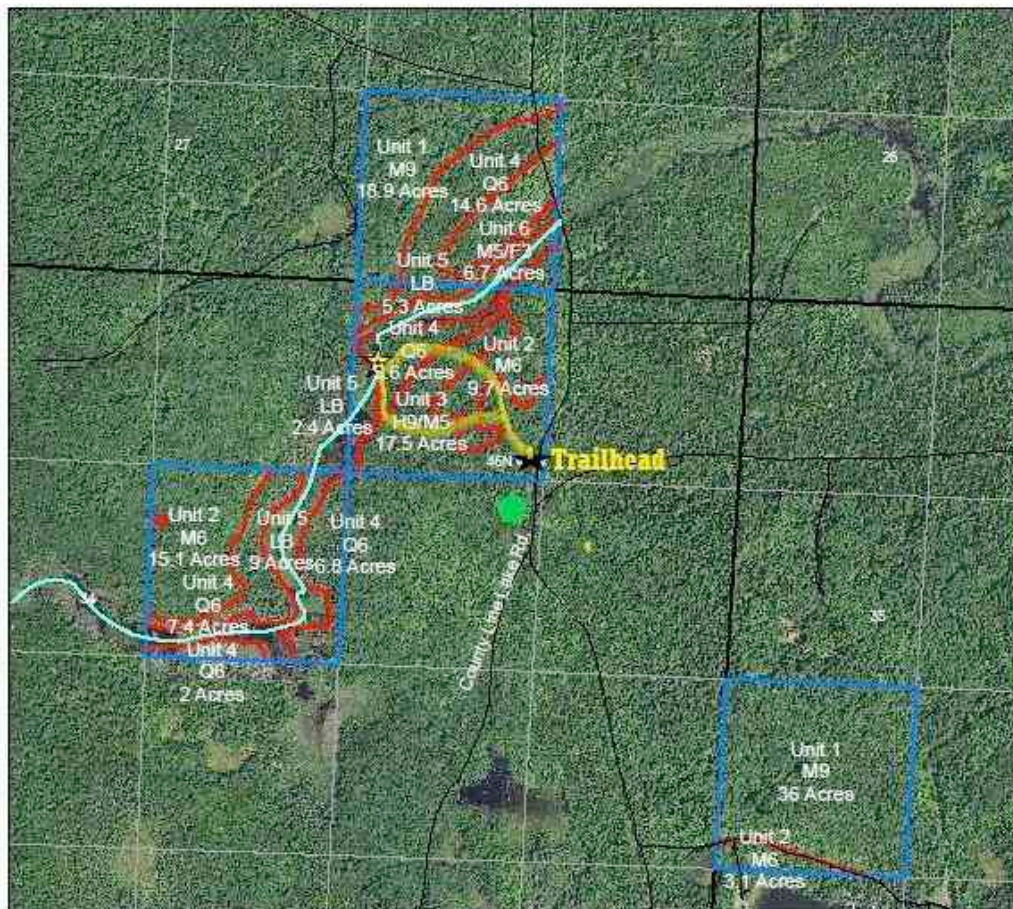 27
26
Unit 1
M9
18.9 Acres
Unit 4
Q6
14.6 Acres
Unit 6
6.7 Acres
Unit 5
LB
5.3 Acres
Unit 4
Q6
Acres
Unit 2
M6
9.7 Acres
Unit 5
LB
2.4 Acres
Unit 3
H9/M5
17.5 Acres
46N
Trailhead
Unit 2
M6
15.1 Acres
Unit 5
LB
9 Acres
Unit 4
Q6
6.8 Acres
Unit 4
Q6
7.4 Acres
Unit 4
Q6
2 Acres
County Line Lake Rd.
35
Unit 1
M9
36 Acres
Unit 2
M6
3.1 Acres